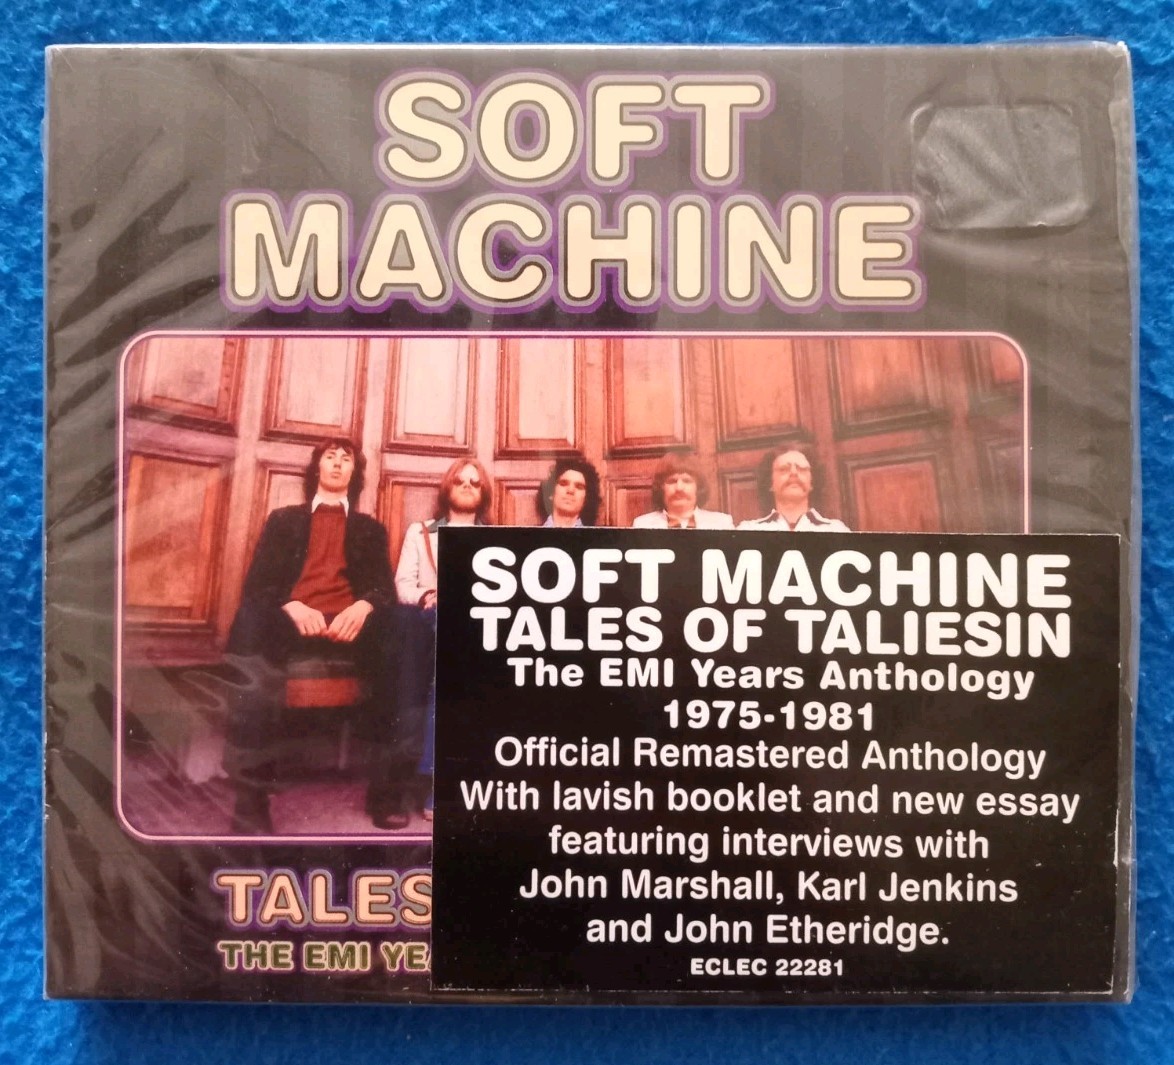 SOFT
MACHINE
TALES
THE EMI YEA
SOFT MACHINE
TALES OF TALIESIN
The EMI Years Anthology
1975-1981
Official Remastered Anthology
With lavish booklet and new essay
featuring interviews with
John Marshall, Karl Jenkins
and John Etheridge.
ECLEC 22281